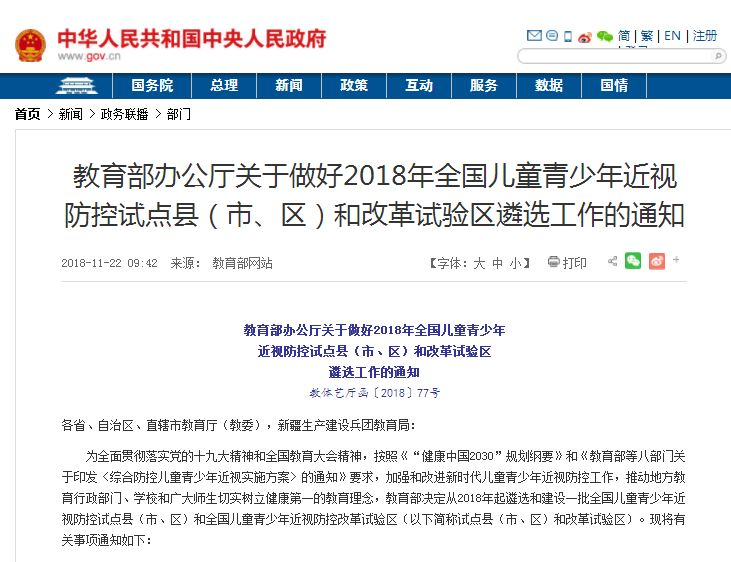 中华人民共和国中央人民政府
www.gov.cn
简 | 繁 | EN | 注册
国务院 总理 新闻 政策 互动 服务 数据 国情
首页 > 新闻 > 政务联播 > 部门
教育部办公厅关于做好2018年全国儿童青少年近视
防控试点县（市、区）和改革试验区遴选工作的通知
2018-11-22 09:42 来源： 教育部网站 【字体：大 中 小】 打印
教育部办公厅关于做好2018年全国儿童青少年
近视防控试点县（市、区）和改革试验区
遴选工作的通知
教体艺厅函〔2018〕77号
各省、自治区、直辖市教育厅（教委），新疆生产建设兵团教育局：
为全面贯彻落实党的十九大精神和全国教育大会精神，按照《“健康中国2030”规划纲要》和《教育部等八部门关
于印发〈综合防控儿童青少年近视实施方案〉的通知》要求，加强和改进新时代儿童青少年近视防控工作，推动地方教
育行政部门、学校和广大师生切实树立健康第一的教育理念，教育部决定从2018年起遴选和建设一批全国儿童青少年近
视防控试点县（市、区）和全国儿童青少年近视防控改革试验区（以下简称试点县（市、区）和改革试验区）。现将有
关事项通知如下：